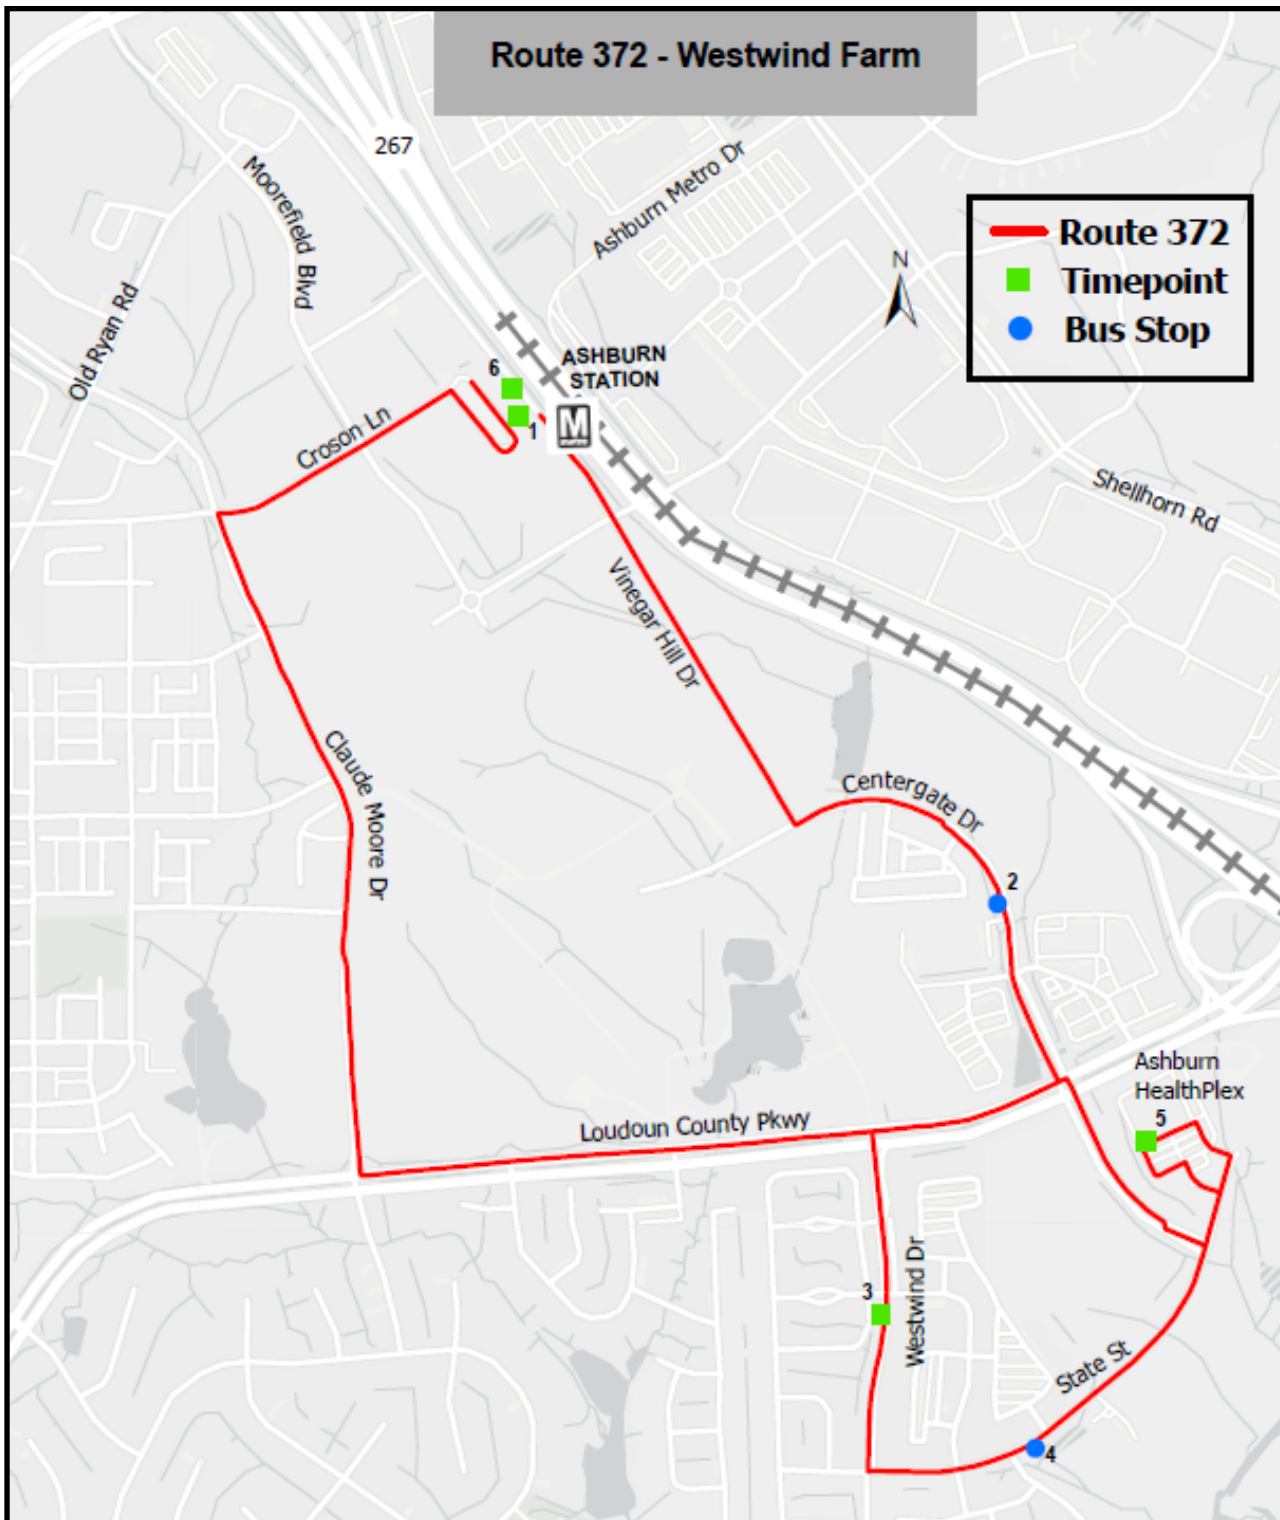 Route 372 - Westwind Farm
267
Ashburn Metro Dr
Moorefield Blvd
N
Route 372
Timepoint
Bus Stop
Old Ryan Rd
6
ASHBURN
STATION
1
M
Croson Ln
Shellhorn Rd
Vinegar Hill Dr
Claude Moore Dr
Centergate Dr
2
Ashburn
HealthPlex
5
Loudoun County Pkwy
3
Westwind Dr
State St
4